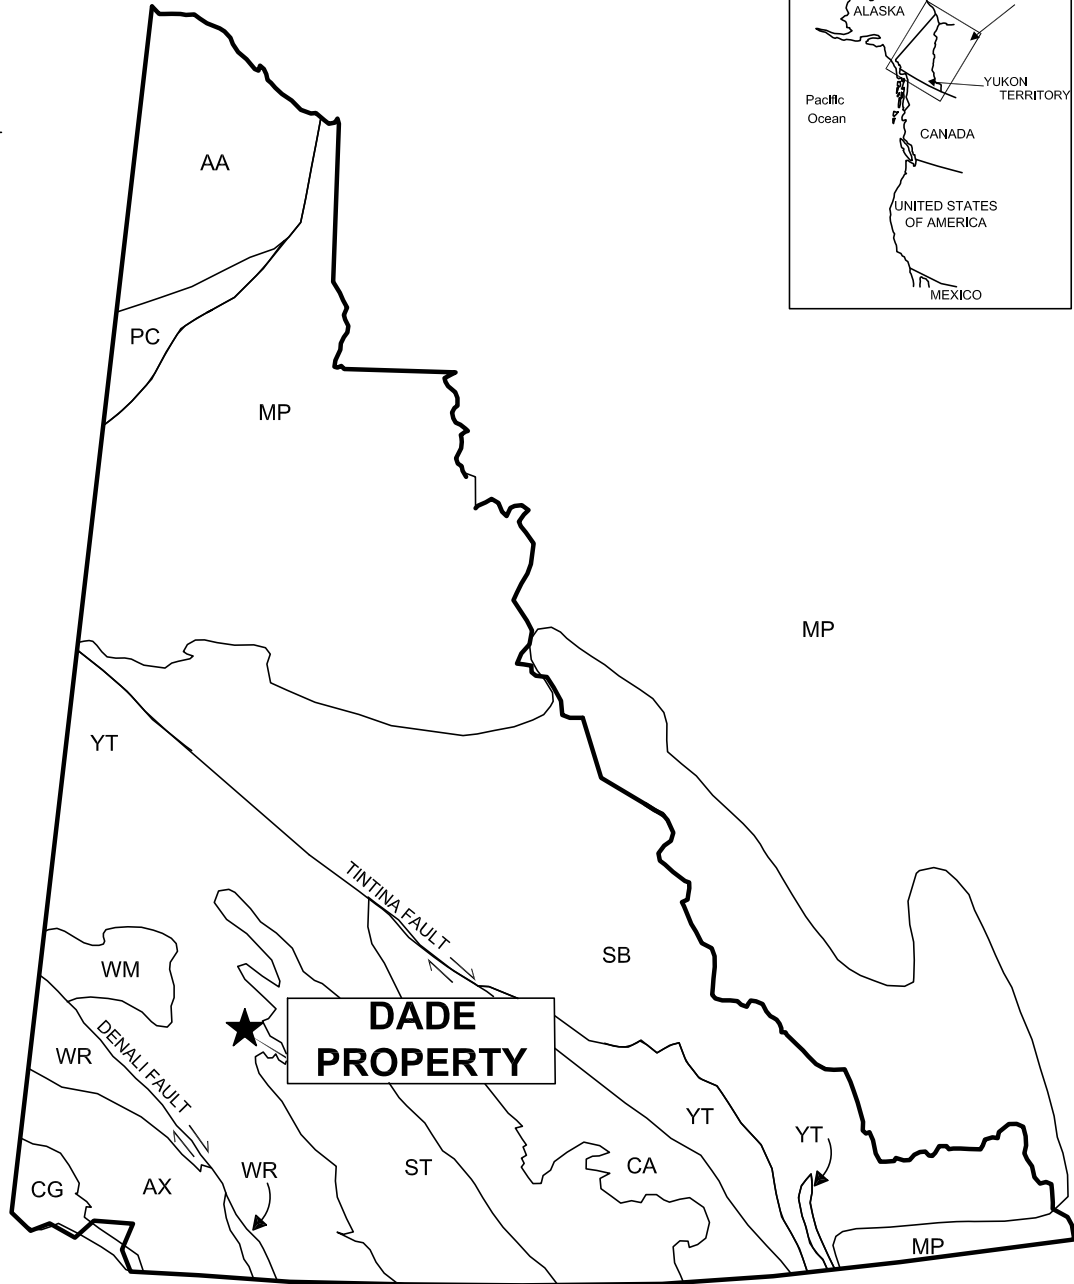 ALASKA
YUKON
TERRITORY
Pacific
Ocean
CANADA
UNITED STATES
OF AMERICA
MEXICO
AA
PC
MP
MP
YT
TINTINA FAULT
SB
WM
DADE
PROPERTY
DENALI FAULT
WR
YT
YT
ST
CA
WR
AX
CG
MP